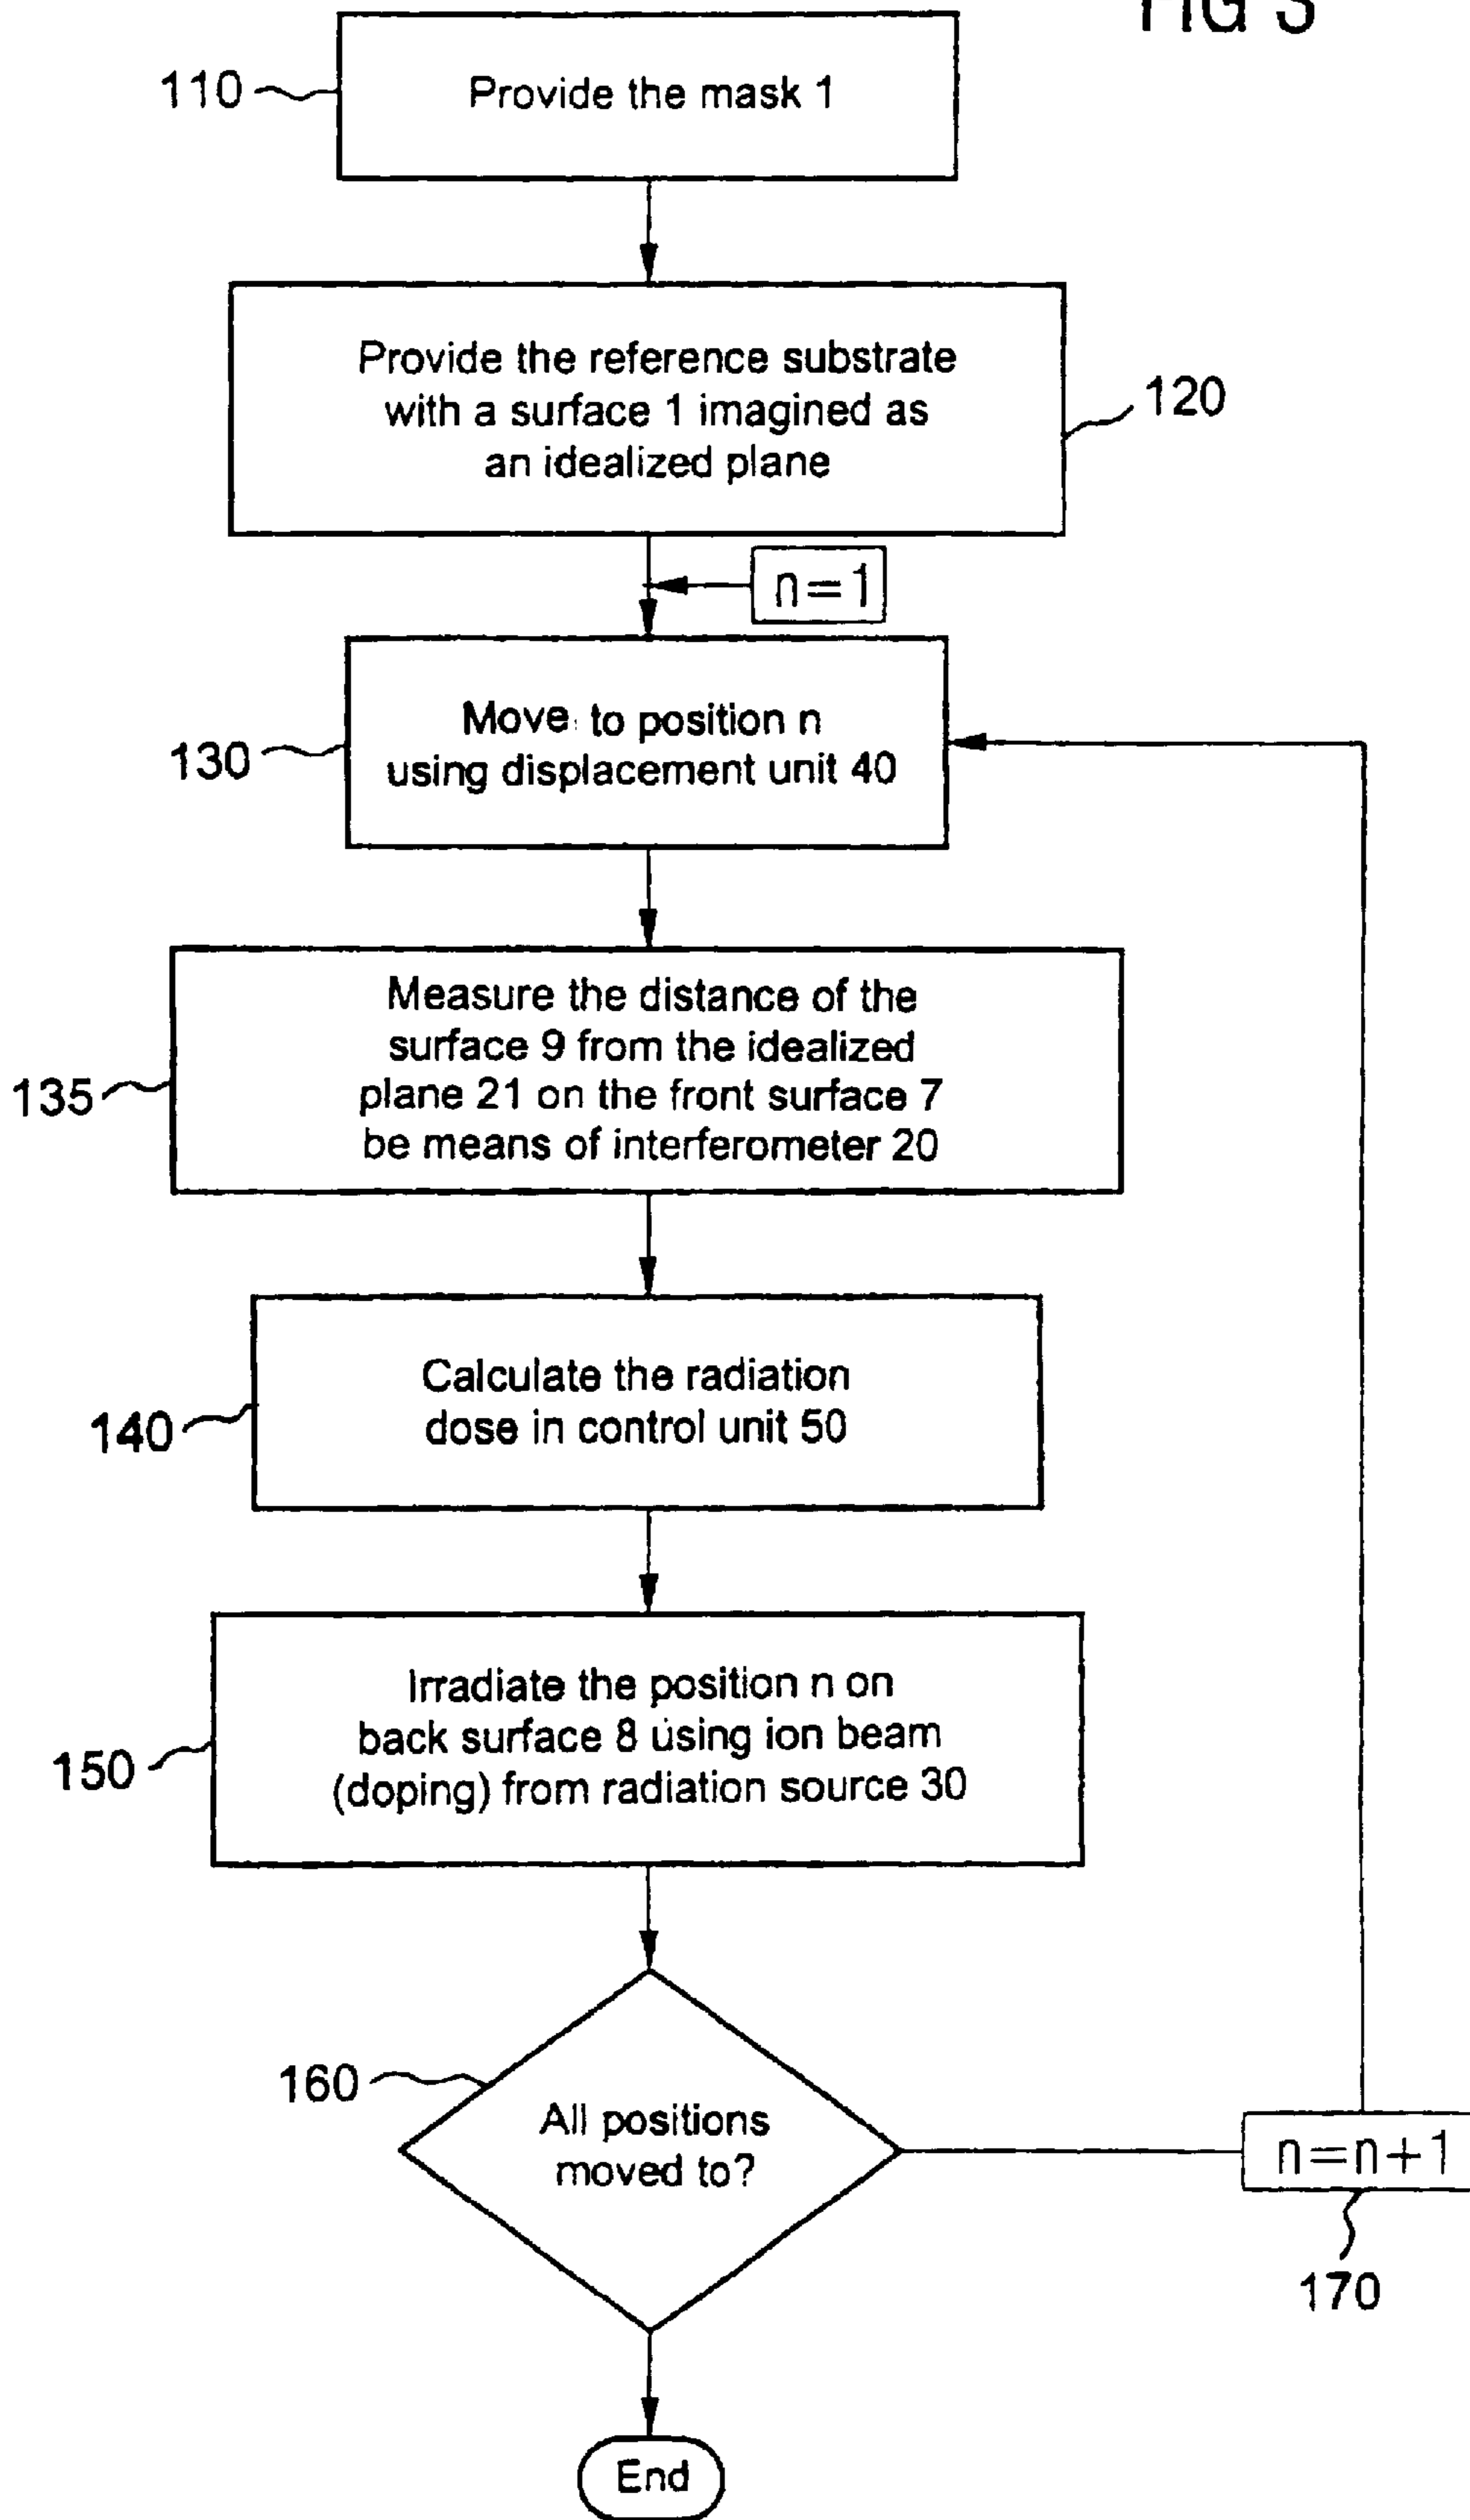 FIG 3
110
Provide the mask 1
Provide the reference substrate
with a surface 1 imagined as
an idealized plane
120
n=1
130
Move to position n
using displacement unit 40
135
Measure the distance of the
surface 9 from the idealized
plane 21 on the front surface 7
be means of interferometer 20
140
Calculate the radiation
dose in control unit 50
150
Irradiate the position n on
back surface 8 using ion beam
(doping) from radiation source 30
160
All positions
moved to?
n=n+1
170
End